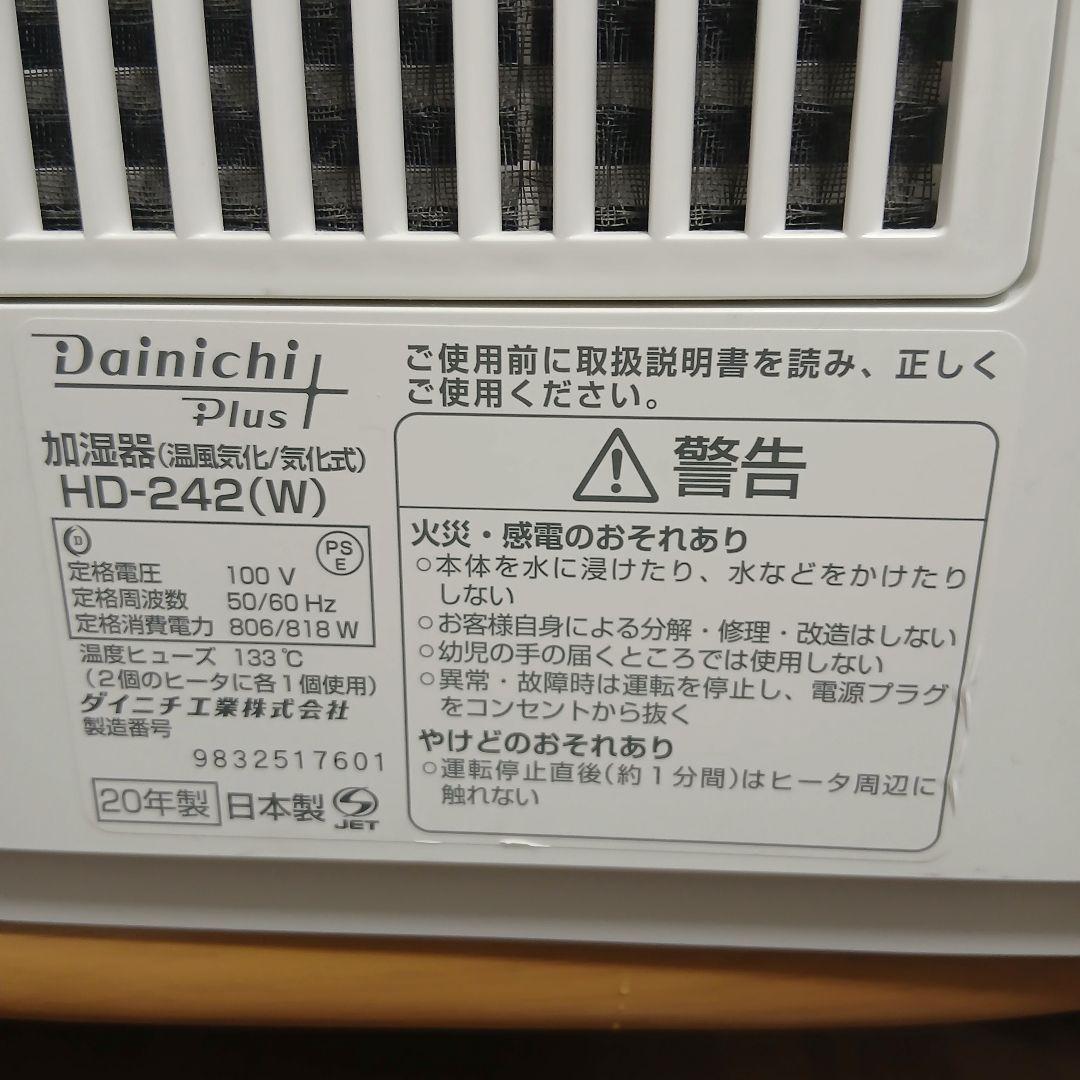 Dainichi
Plus
加湿器(温風気化/気化式)
HD-242(W)
D
PS
E
定格電圧 100 V
定格周波数 50/60 Hz
定格消費電力 806/818 W
温度ヒューズ 133℃
(2個のヒータに各1個使用)
ダイニチ工業株式会社
製造番号
9832517601
20年製 日本製
JET
ご使用前に取扱説明書を読み、正しく
ご使用ください。
警告
火災・感電のおそれあり
○本体を水に浸けたり、水などをかけたり
しない
○お客様自身による分解・修理・改造はしない
○幼児の手の届くところでは使用しない
○異常・故障時は運転を停止し、電源プラグ
をコンセントから抜く
やけどのおそれあり
○運転停止直後(約1分間)はヒータ周辺に
触れない